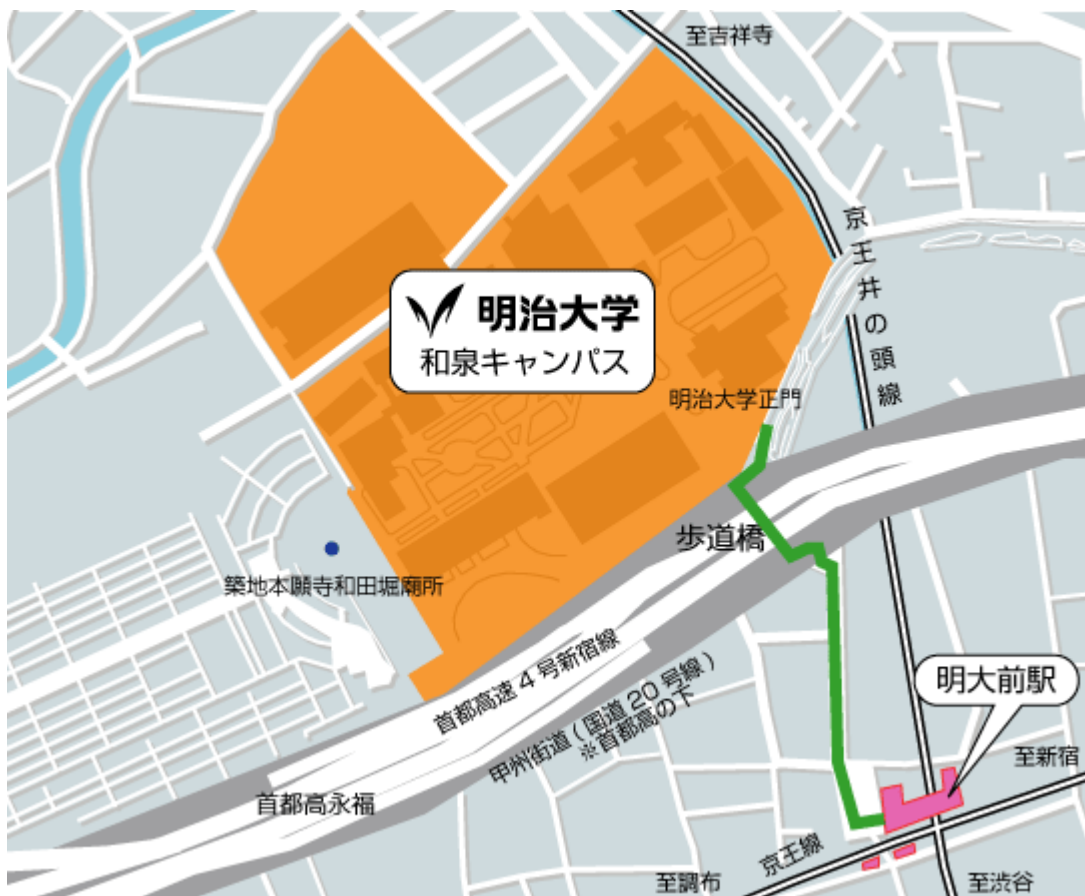 至吉祥寺
京王井の頭線
明治大学
和泉キャンパス
明治大学正門
歩道橋
築地本願寺和田堀廟所
首都高速4号新宿線
甲州街道(国道20号線)
※首都高の下
明大前駅
至新宿
首都高永福
京王線
至調布
至渋谷